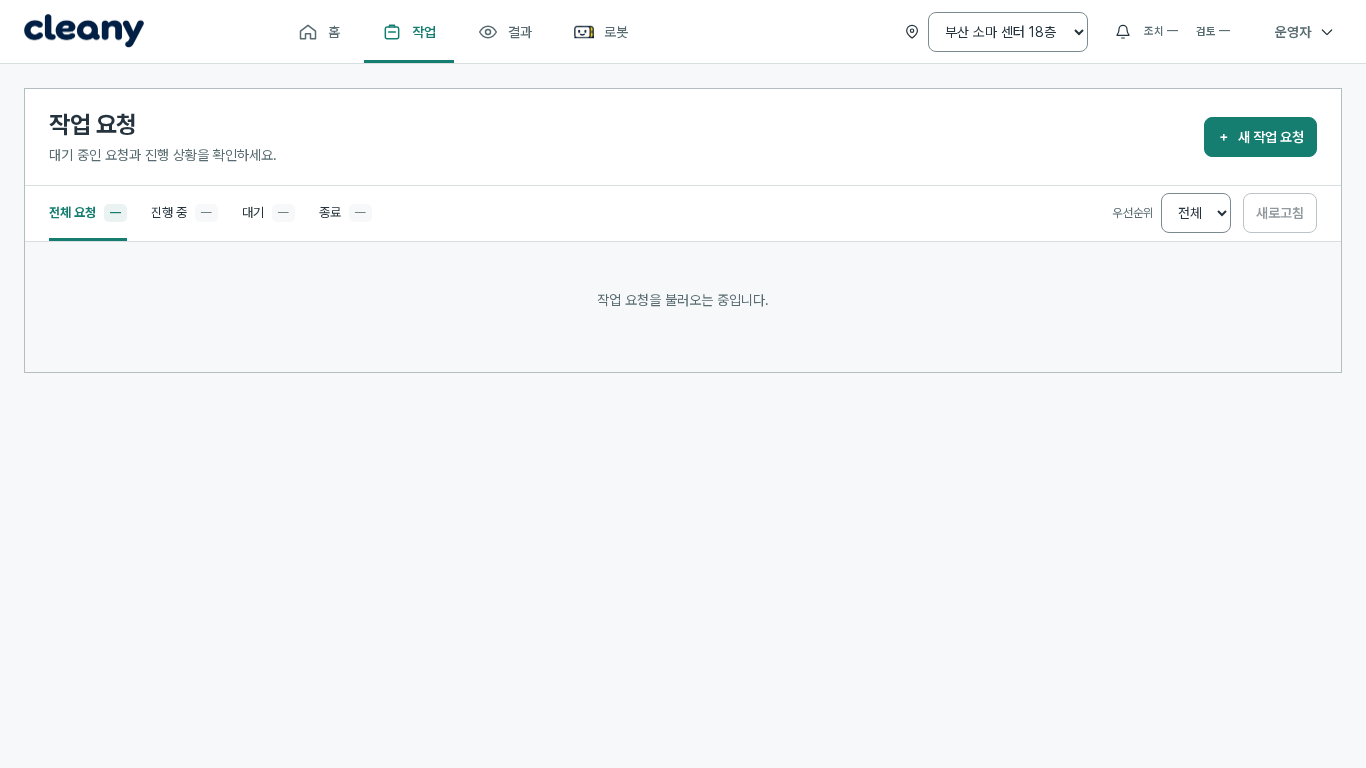 cleany
홈
작업
결과
로봇
부산 소마 센터 18층
조치 —
검토 —
운영자
작업 요청
대기 중인 요청과 진행 상황을 확인하세요.
+ 새 작업 요청
전체 요청 —
진행 중 —
대기 —
종료 —
우선순위
전체
새로고침
작업 요청을 불러오는 중입니다.